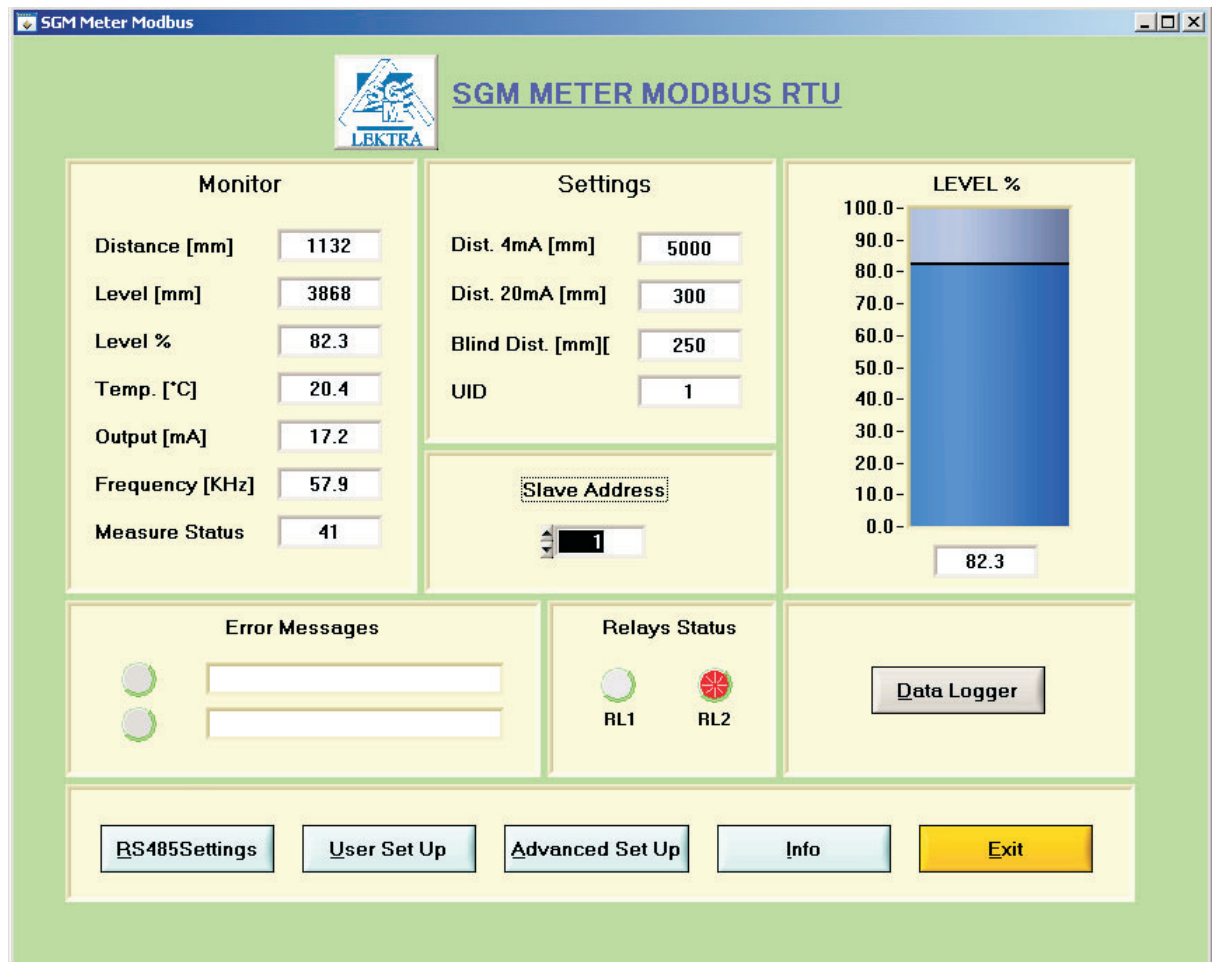 SGM Meter Modbus
SGM
LEKTRA
SGM METER MODBUS RTU
Monitor
Distance [mm] 1132
Level [mm] 3868
Level % 82.3
Temp. [°C] 20.4
Output [mA] 17.2
Frequency [KHz] 57.9
Measure Status 41
Settings
Dist. 4mA [mm] 5000
Dist. 20mA [mm] 300
Blind Dist. [mm][ 250
UID 1
Slave Address
1
LEVEL %
100.0
90.0
80.0
70.0
60.0
50.0
40.0
30.0
20.0
10.0
0.0
82.3
Error Messages
Relays Status
RL1 RL2
Data Logger
RS485Settings User Set Up Advanced Set Up Info Exit